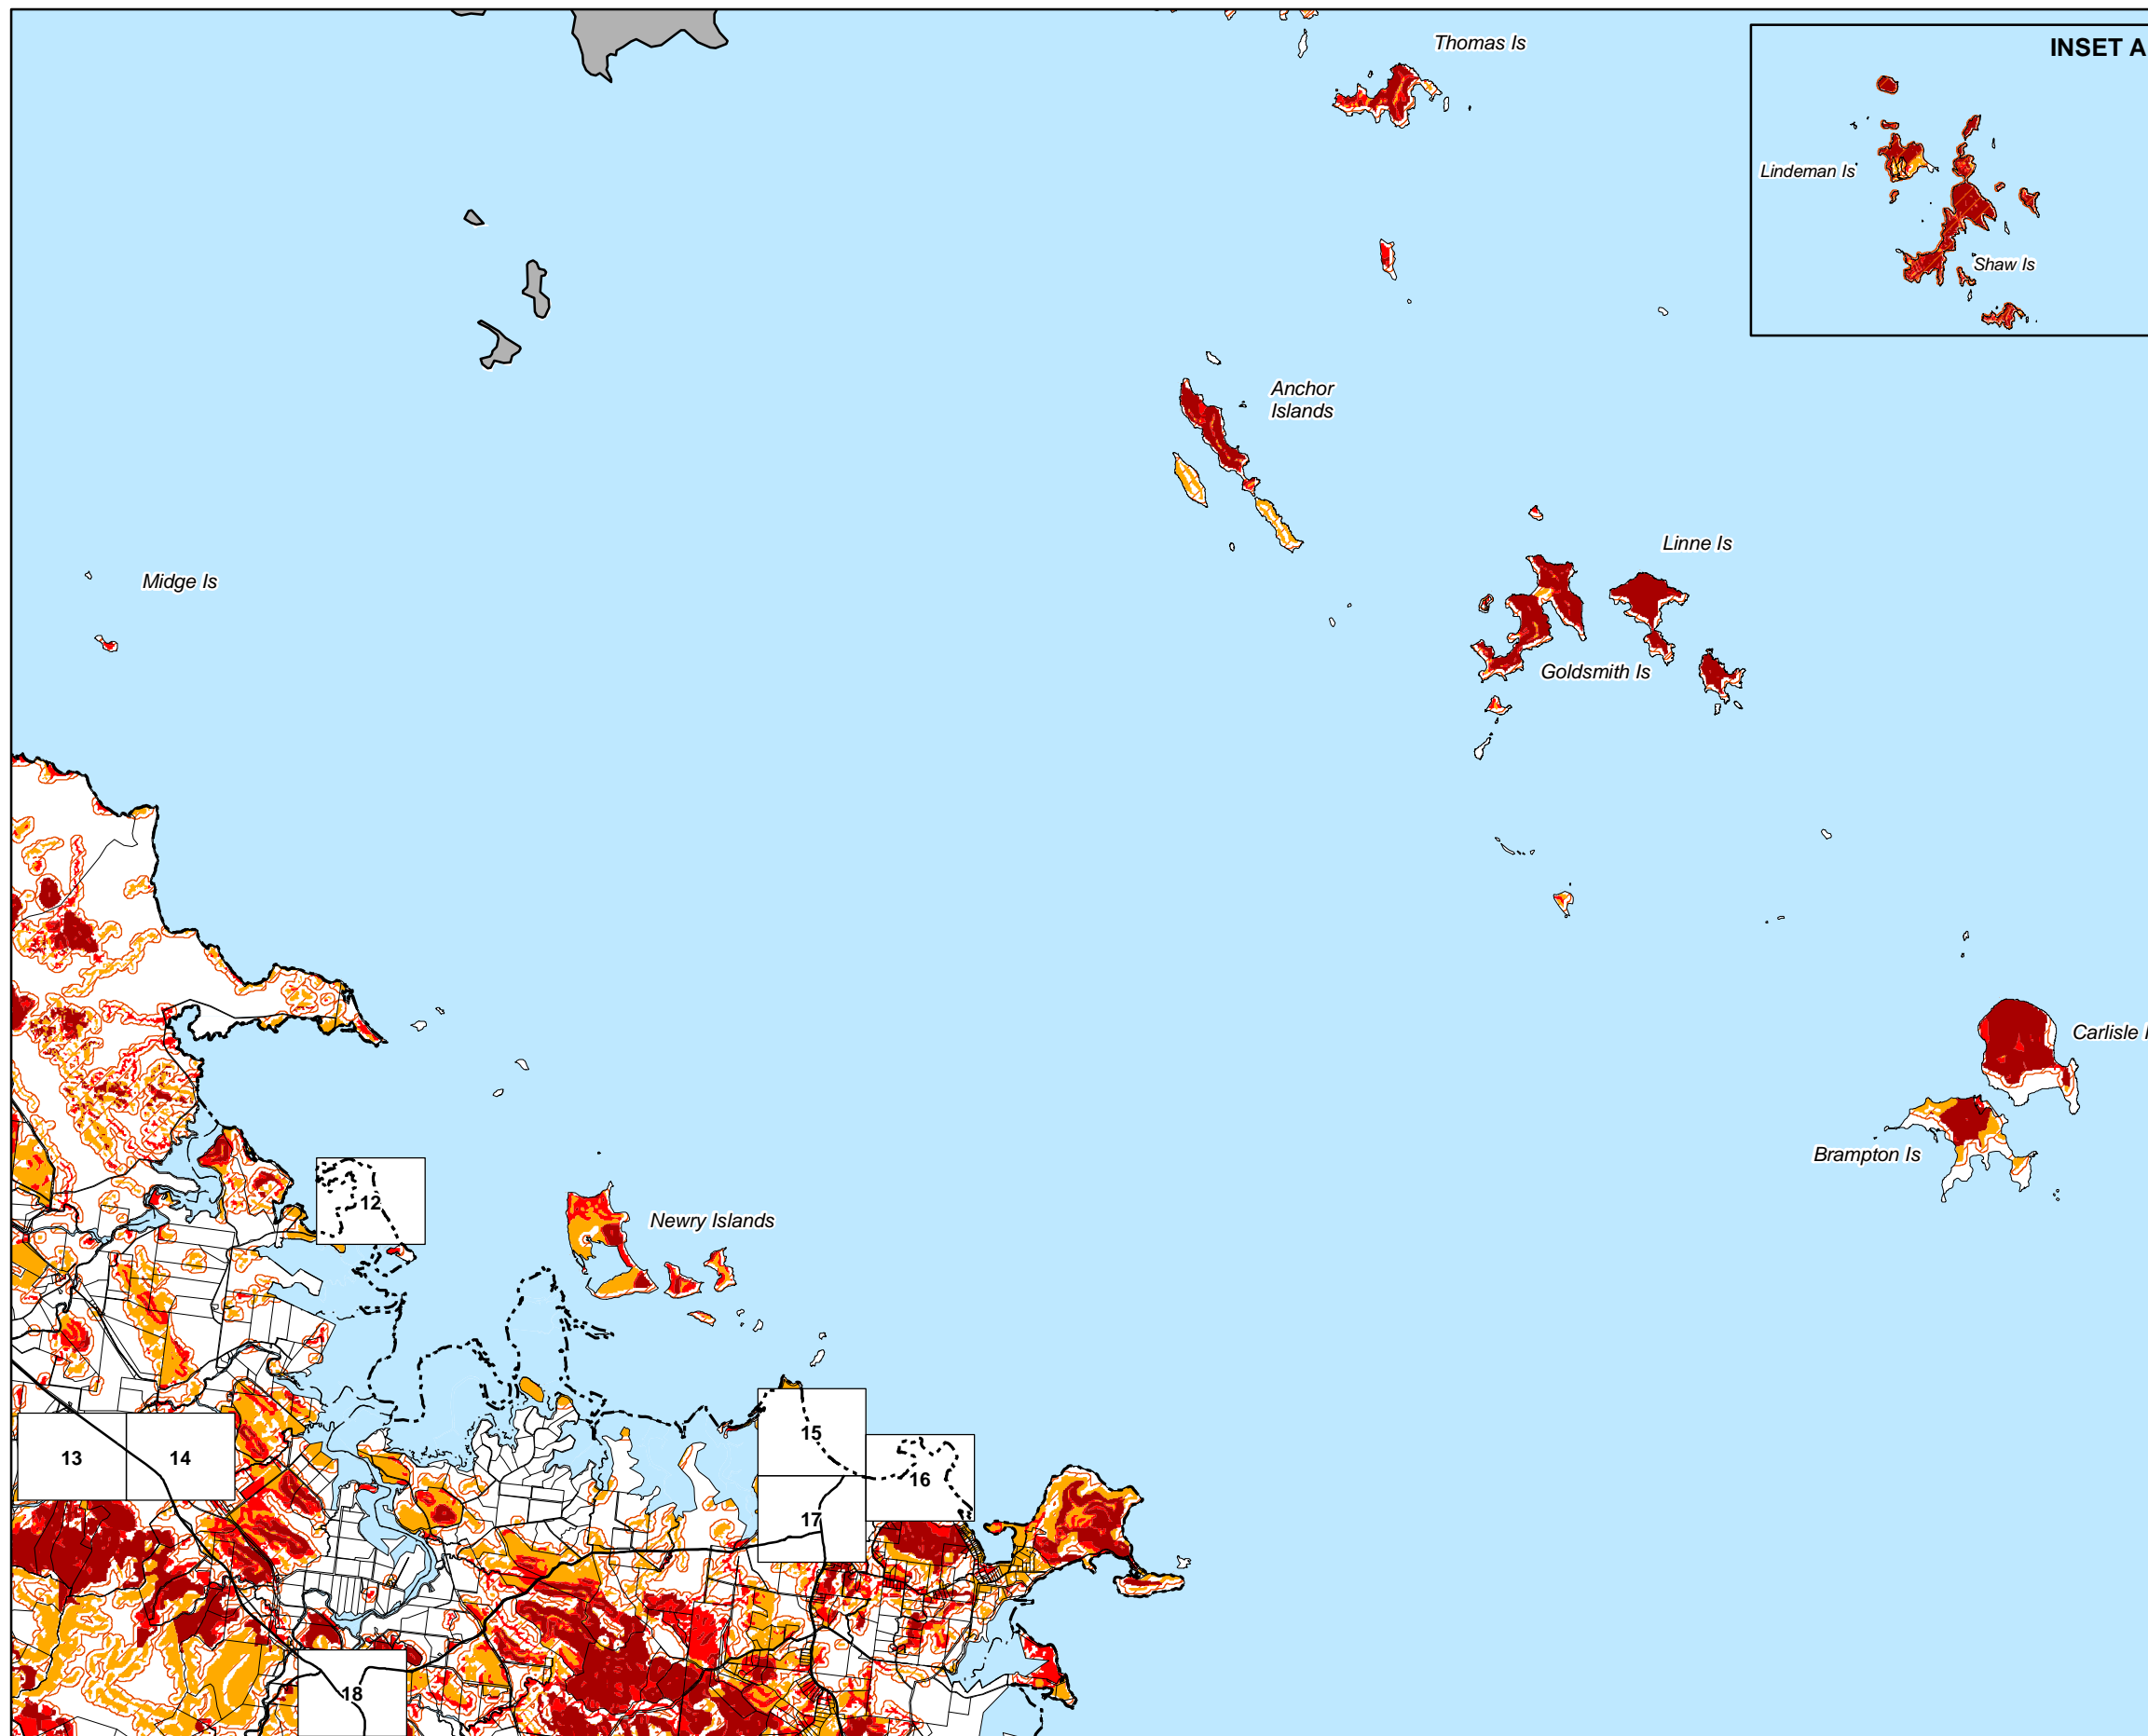 Thomas Is
INSET A
Lindeman Is
Shaw Is
Anchor
Islands
Linne Is
Midge Is
Goldsmith Is
Carlisle
Brampton Is
12
Newry Islands
15
13
14
16
17
18